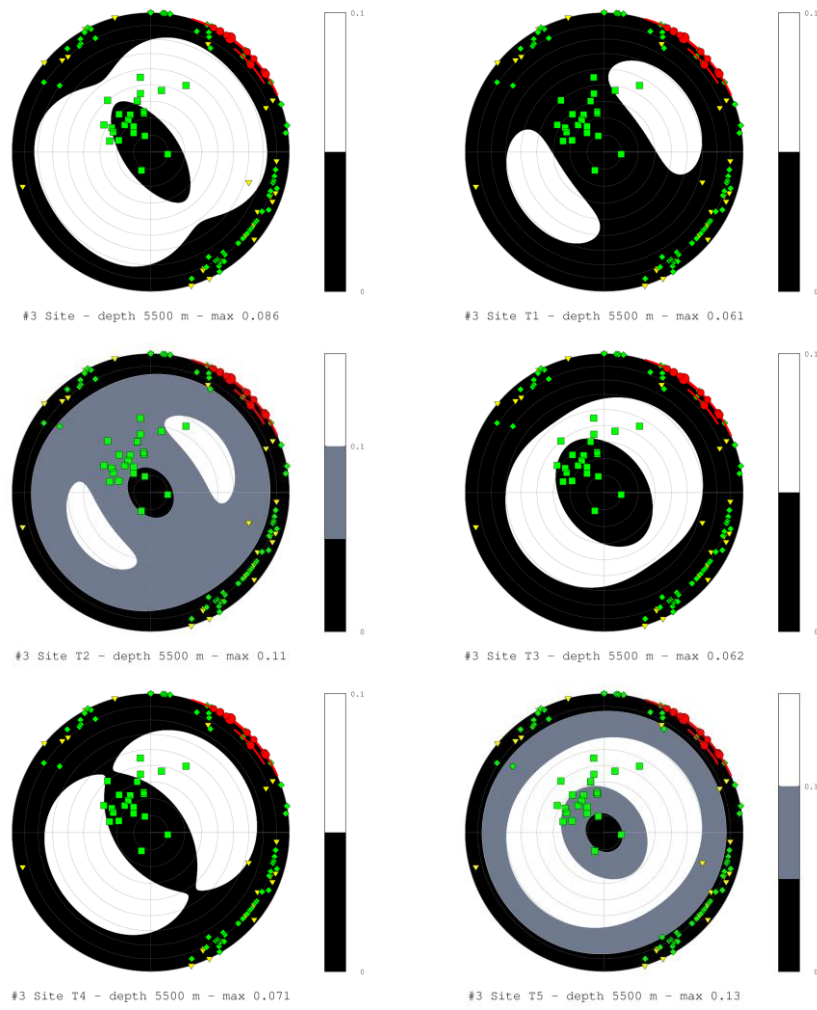 0.1
0
0.1
0
#3 Site - depth 5500 m - max 0.086
#3 Site T1 - depth 5500 m - max 0.061
0.1
0
0.1
0
#3 Site T2 - depth 5500 m - max 0.11
#3 Site T3 - depth 5500 m - max 0.062
0.1
0
0.1
0
#3 Site T4 - depth 5500 m - max 0.071
#3 Site T5 - depth 5500 m - max 0.13